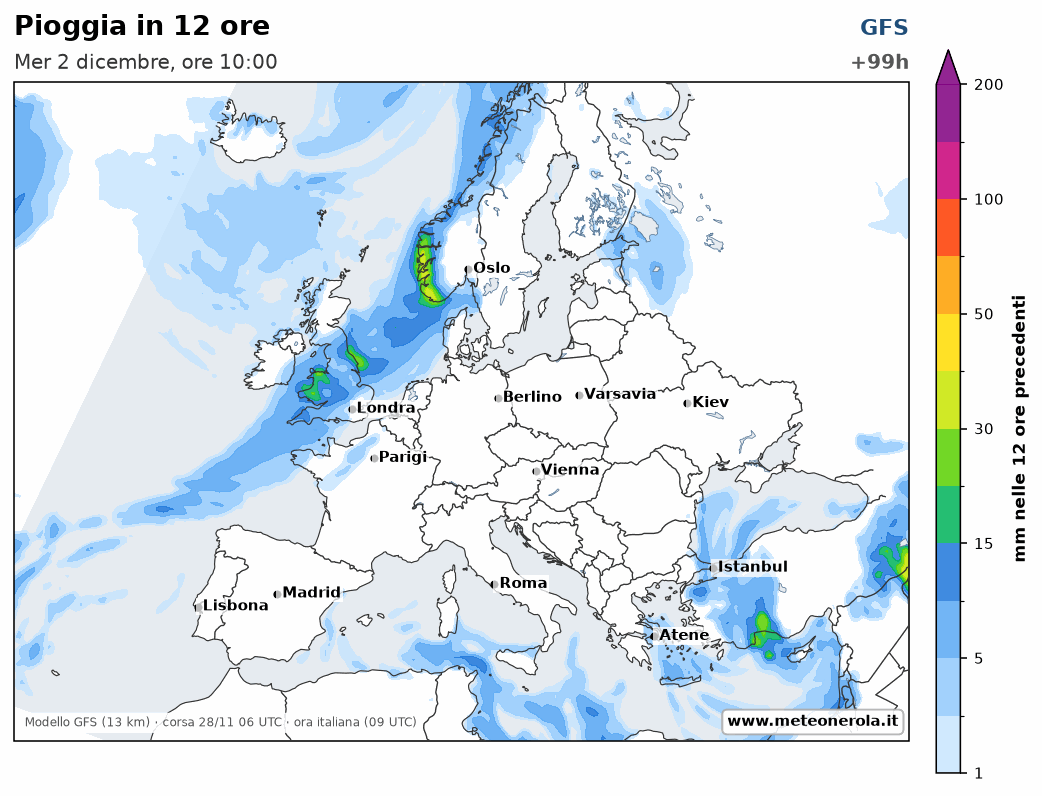 Pioggia in 12 ore
GFS
Mer 2 dicembre, ore 10:00
+99h
200
100
50
30
15
5
1
mm nelle 12 ore precedenti
Oslo
Londra
Berlino
Varsavia
Kiev
Parigi
Vienna
Istanbul
Roma
Madrid
Lisbona
Atene
Modello GFS (13 km) · corsa 28/11 06 UTC · ora italiana (09 UTC)
www.meteonerola.it